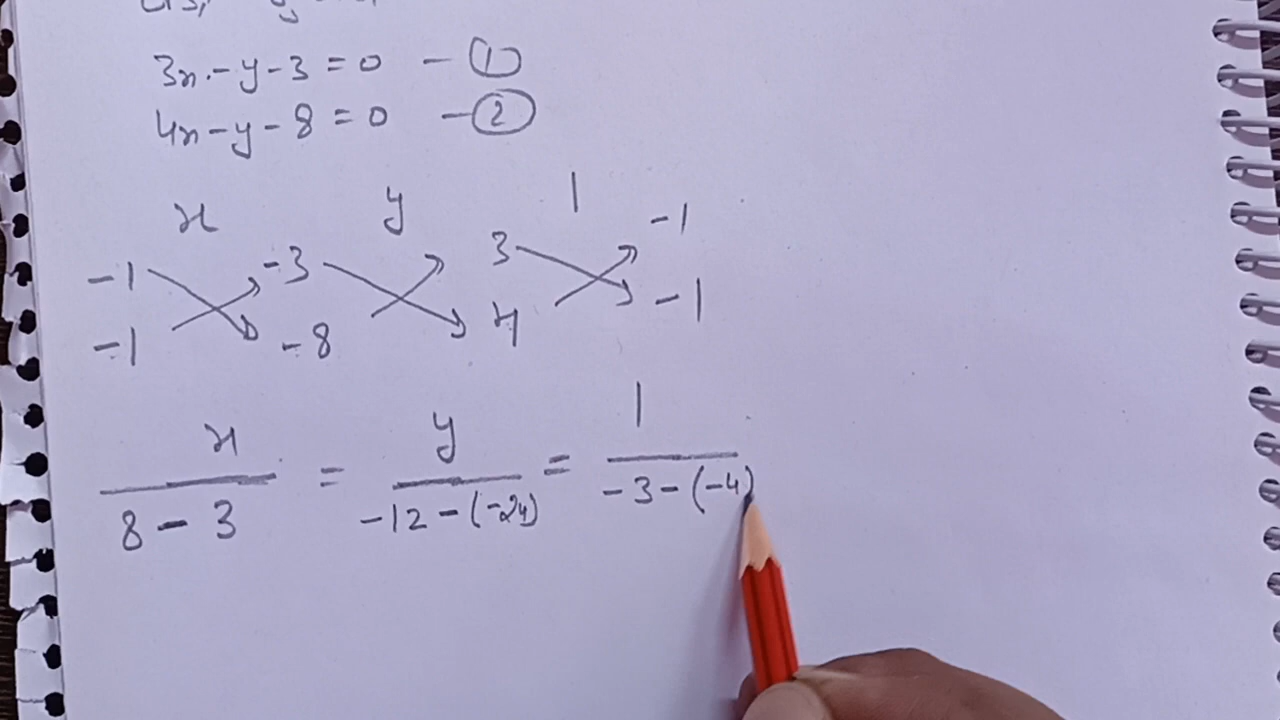 3x - y - 3 = 0 - ①
4x - y - 8 = 0 - ②
x y 1
-1 -3 3 -1
-1 -8 4 -1
x = y = 1
8 - 3 -12 - (-24) -3 - (-4)